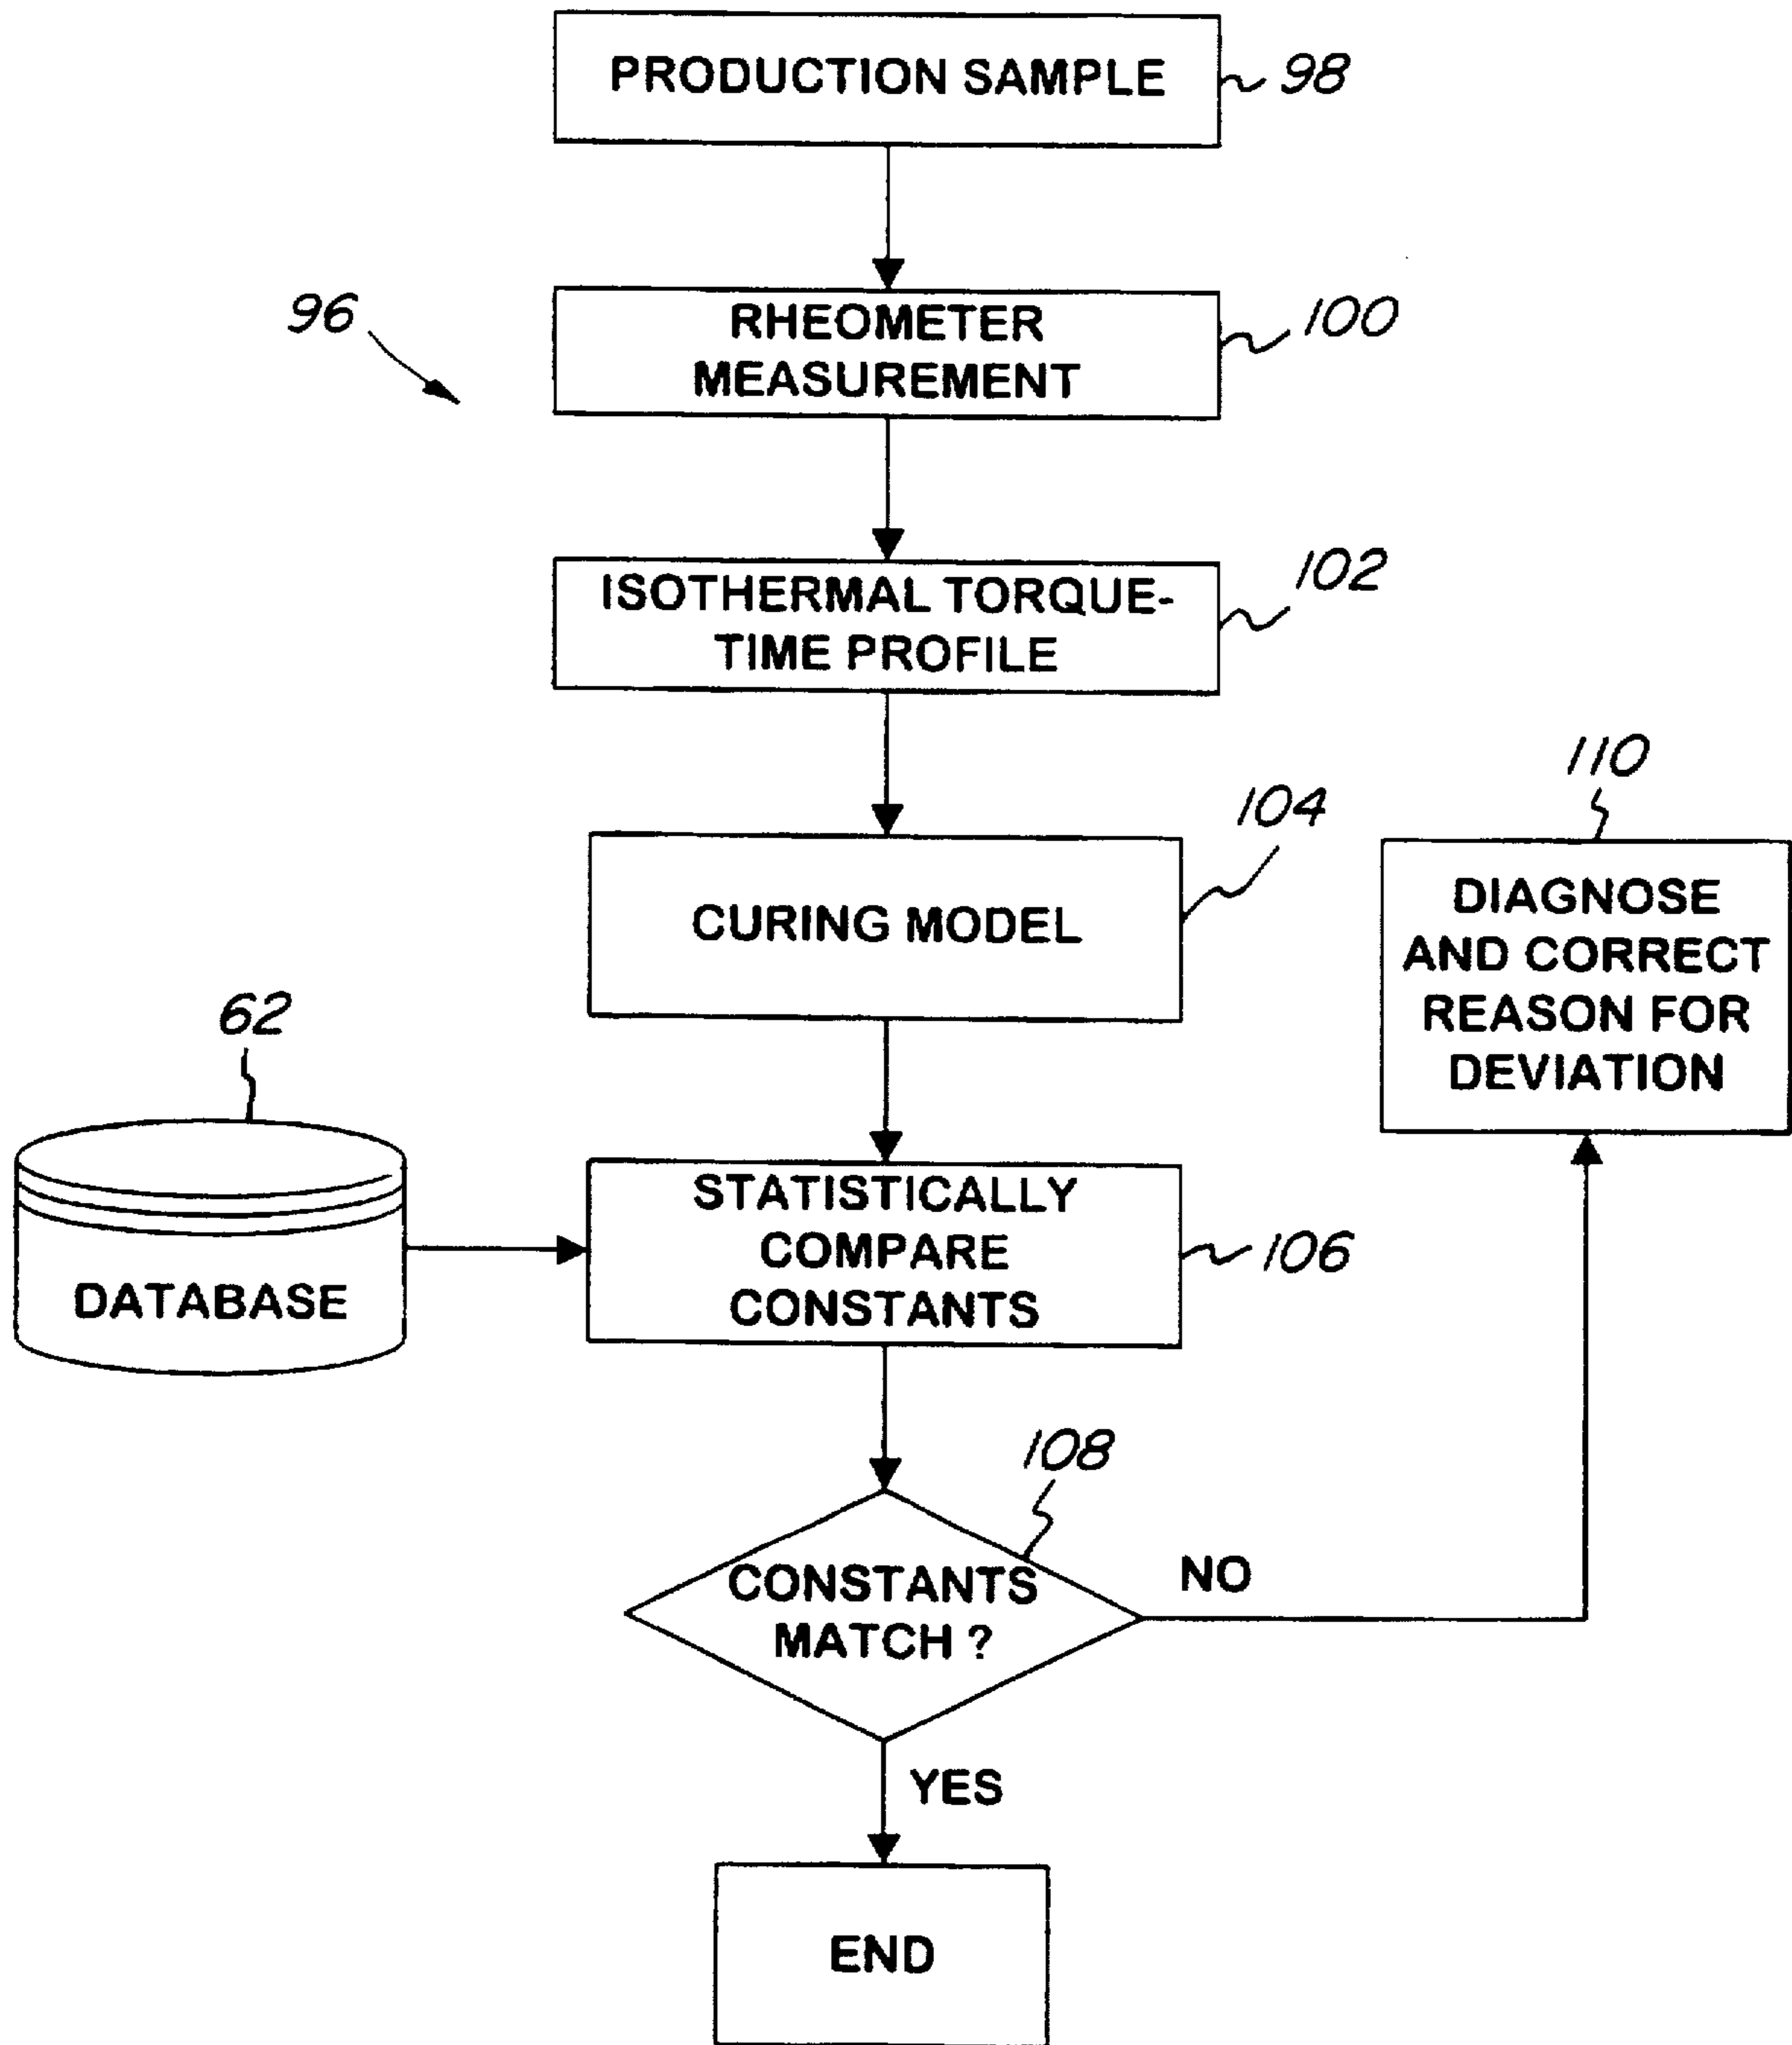 PRODUCTION SAMPLE
98
96
RHEOMETER
MEASUREMENT
100
ISOTHERMAL TORQUE-
TIME PROFILE
102
CURING MODEL
104
110
DIAGNOSE
AND CORRECT
REASON FOR
DEVIATION
62
DATABASE
STATISTICALLY
COMPARE
CONSTANTS
106
108
CONSTANTS
MATCH ?
NO
YES
END